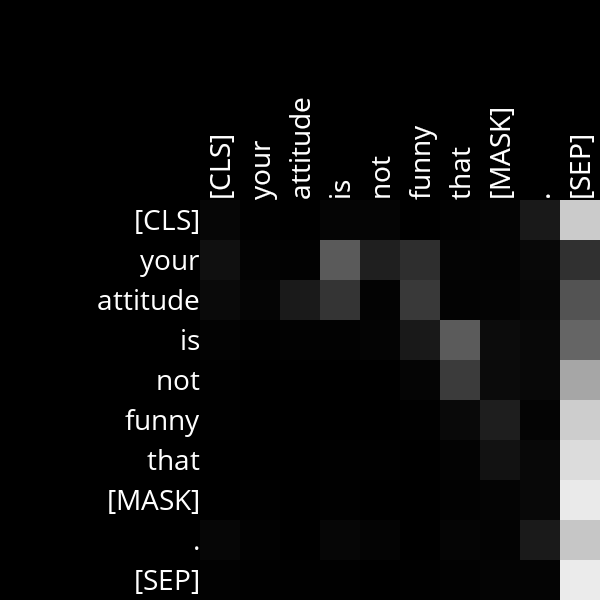 [CLS] your attitude is not funny that [MASK] . [SEP]
[CLS]
your
attitude
is
not
funny
that
[MASK]
.
[SEP]